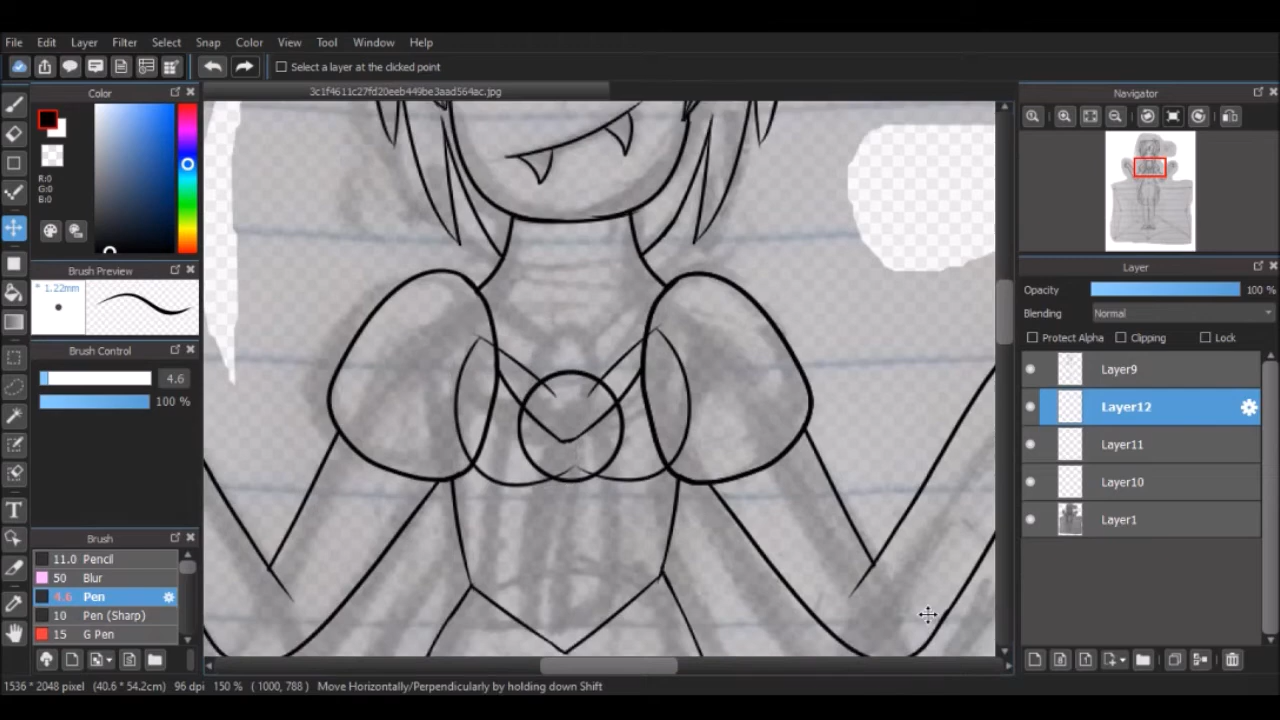 File Edit Layer Filter Select Snap Color View Tool Window Help
Select a layer at the clicked point
Color
3c1f4611c27fd20eeb449be3aad564ac.jpg
Navigator
R:0
G:0
B:0
Brush Preview
* 1.22mm
Brush Control
4.6
100 %
Brush
11.0 Pencil
50 Blur
4.6 Pen
10 Pen (Sharp)
15 G Pen
Layer
Opacity 100 %
Blending Normal
Protect Alpha Clipping Lock
Layer9
Layer12
Layer11
Layer10
Layer1
T
1536 * 2048 pixel (40.6 * 54.2cm) 96 dpi 150 % ( 1000, 788 ) Move Horizontally/Perpendicularly by holding down Shift